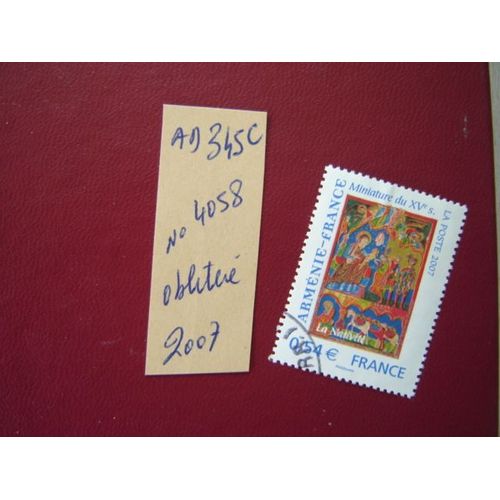 AD 345C
No 4058
oblitéré
2007
ARMÉNIE-FRANCE
Miniature du XVe s.
LA POSTE 2007
La Nativité
0,54 € FRANCE